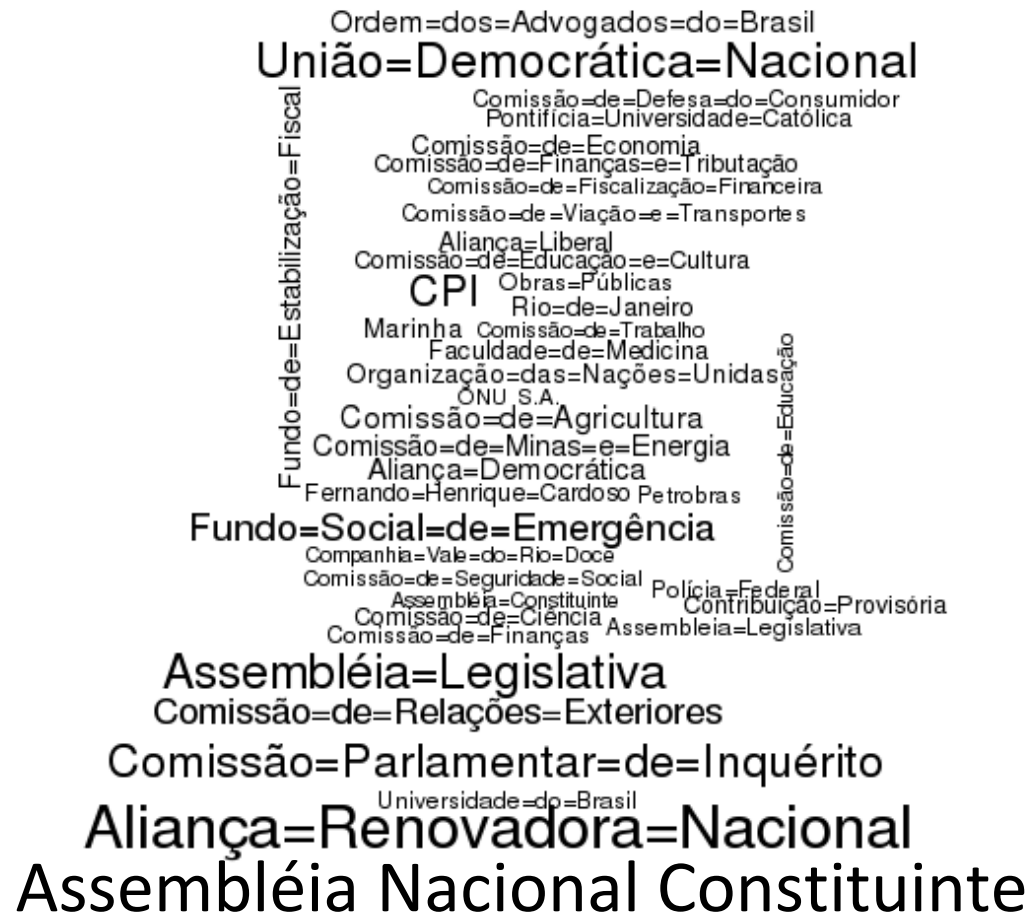 Ordem=dos=Advogados=do=Brasil
União=Democrática=Nacional
Fundo=de=Estabilização=Fiscal
Comissão=de=Defesa=do=Consumidor
Pontifícia=Universidade=Católica
Comissão=de=Economia
Comissão=de=Finanças=e=Tributação
Comissão=de=Fiscalização=Financeira
Comissão=de=Viação=e=Transportes
Aliança=Liberal
Comissão=de=Educação=e=Cultura
CPI Obras=Públicas
Rio=de=Janeiro
Marinha Comissão=de=Trabalho
Faculdade=de=Medicina
Organização=das=Nações=Unidas
ONU S.A.
Comissão=de=Educação
Comissão=de=Agricultura
Comissão=de=Minas=e=Energia
Aliança=Democrática
Fernando=Henrique=Cardoso Petrobras
Fundo=Social=de=Emergência
Companhia=Vale=do=Rio=Doce
Comissão=de=Seguridade=Social
Polícia=Federal
Assembléia=Constituinte
Contribuição=Provisória
Comissão=de=Ciência
Comissão=de=Finanças
Assembleia=Legislativa
Assembléia=Legislativa
Comissão=de=Relações=Exteriores
Comissão=Parlamentar=de=Inquérito
Universidade=do=Brasil
Aliança=Renovadora=Nacional
Assembléia Nacional Constituinte